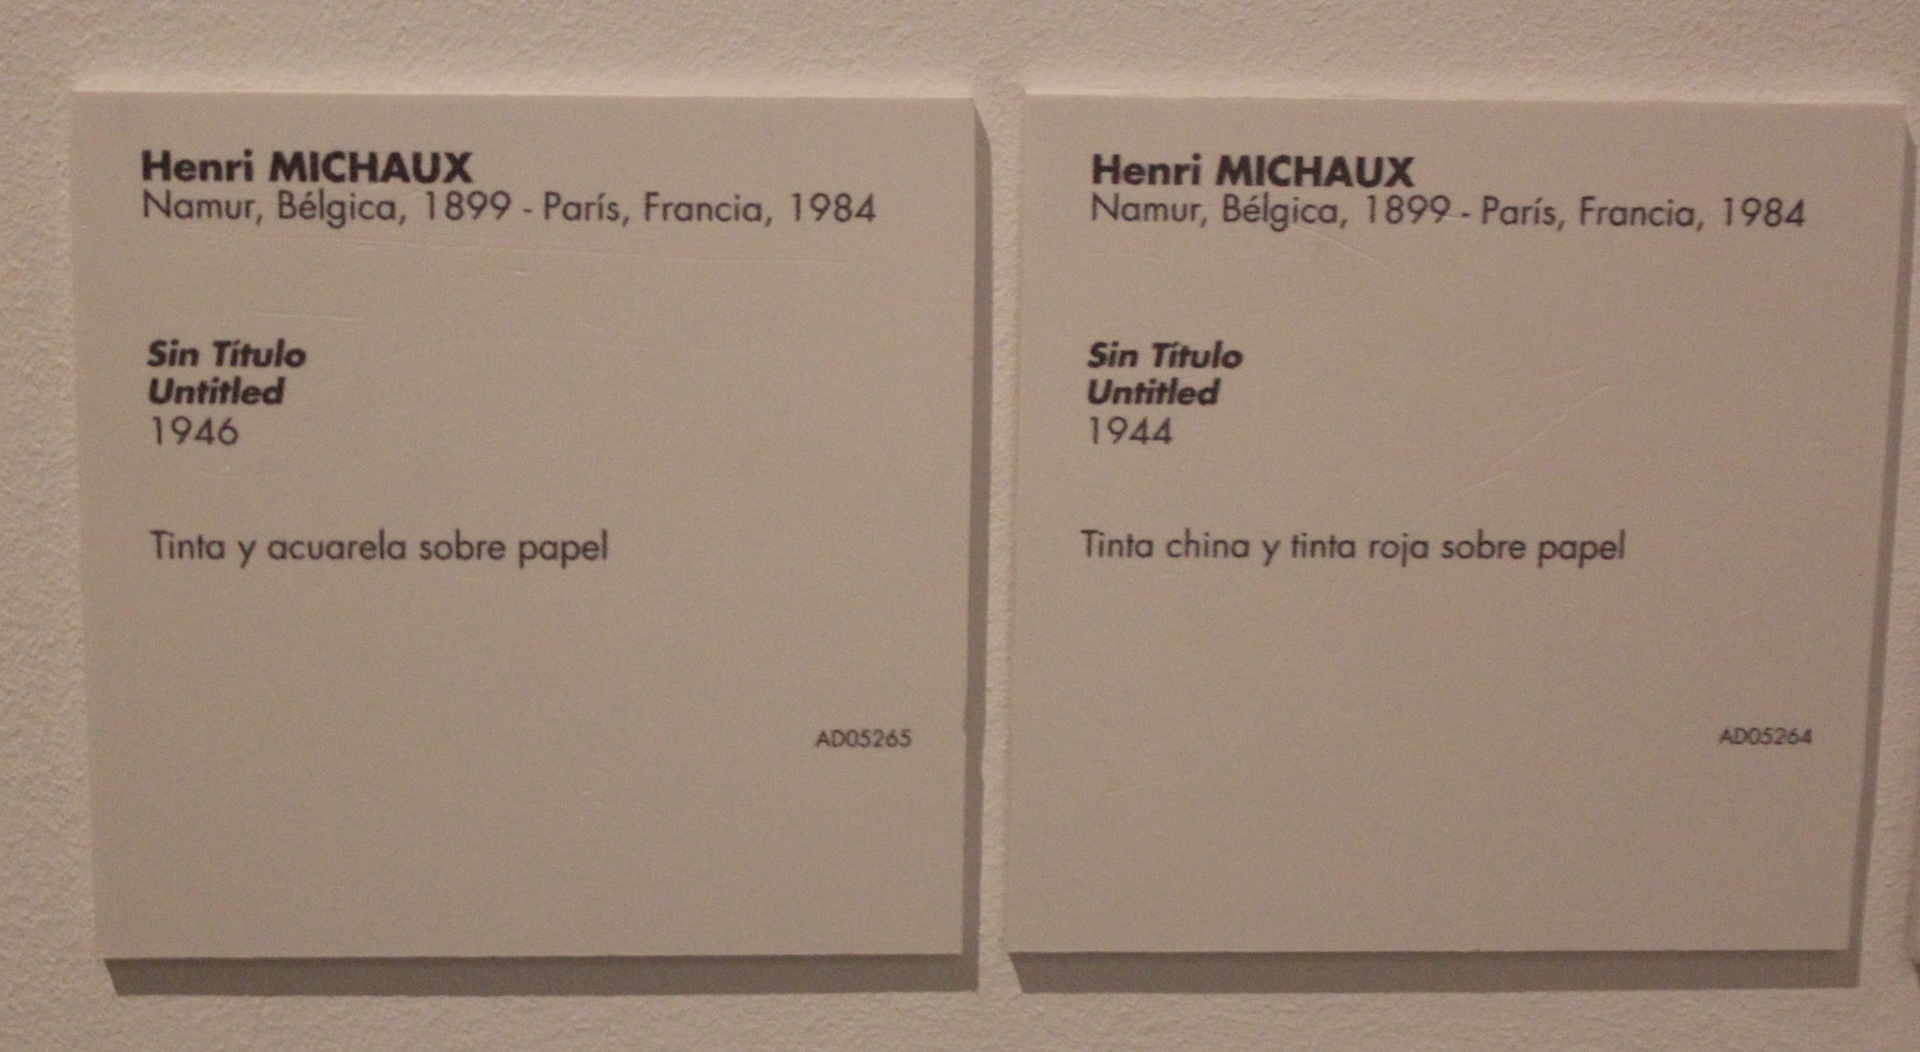 Henri MICHAUX
Namur, Bélgica, 1899 - París, Francia, 1984
Sin Título
Untitled
1946
Tinta y acuarela sobre papel
AD05265
Henri MICHAUX
Namur, Bélgica, 1899 - París, Francia, 1984
Sin Título
Untitled
1944
Tinta china y tinta roja sobre papel
AD05264